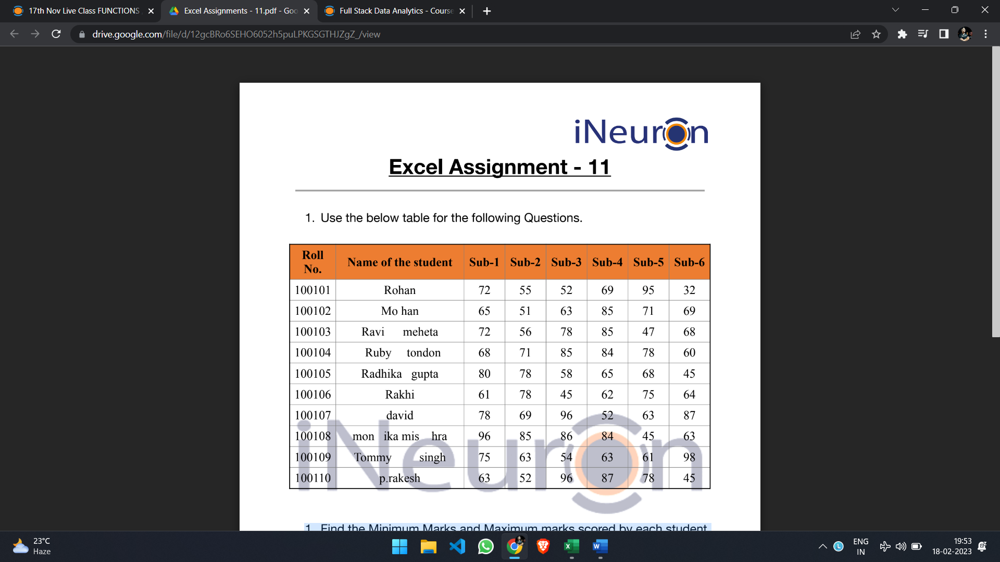 17th Nov Live Class FUNCTIONS
Excel Assignments - 11.pdf - Goo
Full Stack Data Analytics - Course
drive.google.com/file/d/12gcBRo6SEHO6052h5puLPKGSGTHJZgZ_/view
iNeuron
Excel Assignment - 11
1. Use the below table for the following Questions.
Roll No. Name of the student Sub-1 Sub-2 Sub-3 Sub-4 Sub-5 Sub-6
100101 Rohan 72 55 52 69 95 32
100102 Mo han 65 51 63 85 71 69
100103 Ravi meheta 72 56 78 85 47 68
100104 Ruby tondon 68 71 85 84 78 60
100105 Radhika gupta 80 78 58 65 68 45
100106 Rakhi 61 78 45 62 75 64
100107 david 78 69 96 52 63 87
100108 mon ika mis hra 96 85 86 84 45 63
100109 Tommy singh 75 63 54 63 61 98
100110 p.rakesh 63 52 96 87 78 45
iNeuron
1. Find the Minimum Marks and Maximum marks scored by each student
23°C
Haze
ENG
IN
19:53
18-02-2023